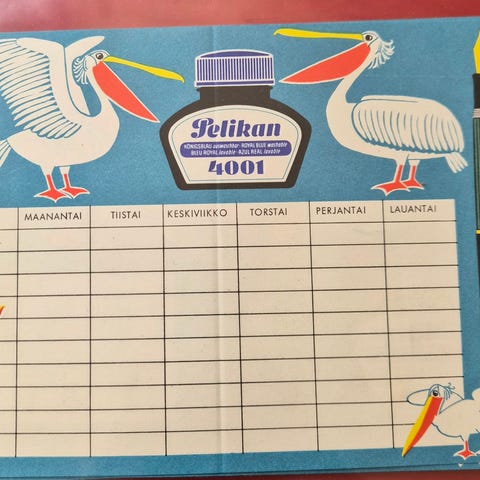 Pelikan
KÖNIGSBLAU auswaschbar · ROYAL BLUE washable
BLEU ROYAL lavable · AZUL REAL lavable
4001
MAANANTAI TIISTAI KESKIVIIKKO TORSTAI PERJANTAI LAUANTAI